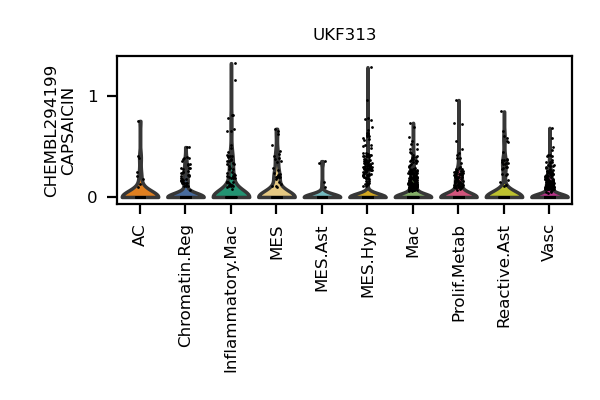 UKF313
CHEMBL294199
CAPSAICIN
1
0
AC
Chromatin.Reg
Inflammatory.Mac
MES
MES.Ast
MES.Hyp
Mac
Prolif.Metab
Reactive.Ast
Vasc